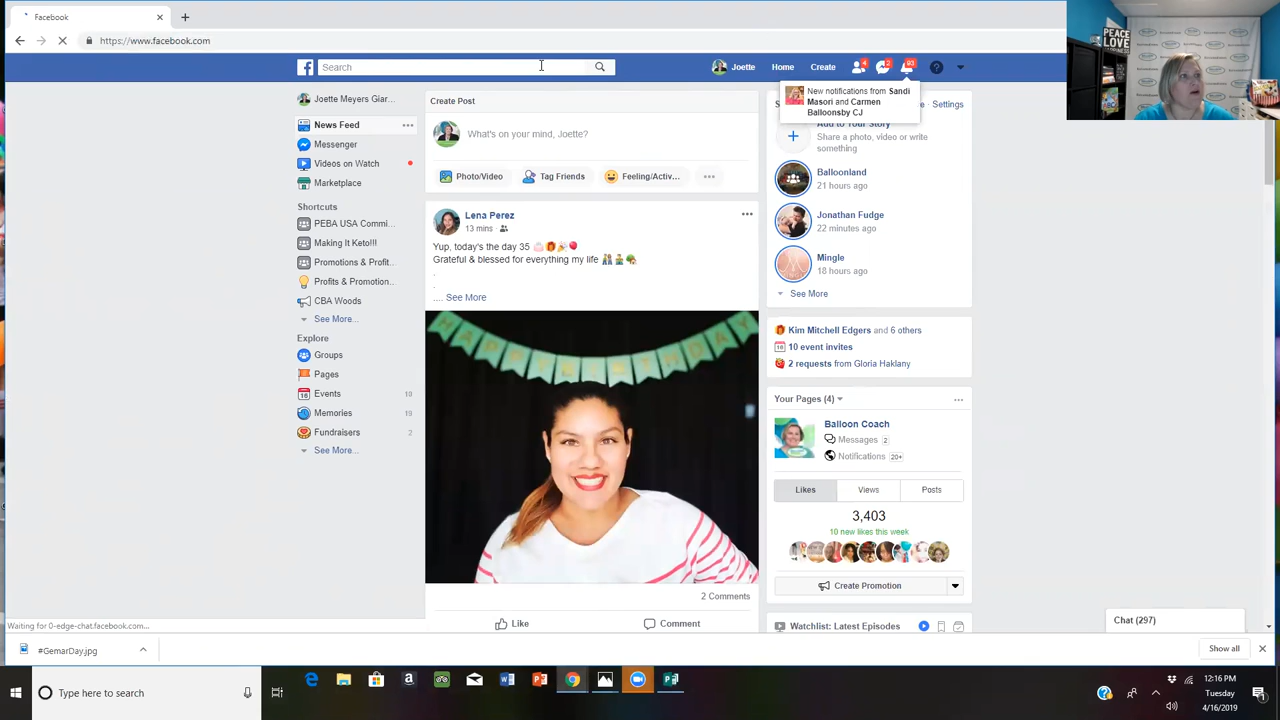 Facebook
https://www.facebook.com
Search
Joette
Home
Create
4
2
93
New notifications from Sandi
Masori and Carmen
Balloonsby CJ
Settings
Joette Meyers Giar...
News Feed
Messenger
Videos on Watch
Marketplace
Shortcuts
PEBA USA Commi...
Making It Keto!!!
Promotions & Profit...
Profits & Promotion...
CBA Woods
See More...
Explore
Groups
Pages
Events 19
Memories 19
Fundraisers 2
See More...
Create Post
What's on your mind, Joette?
Photo/Video
Tag Friends
Feeling/Activ...
Lena Perez
13 mins
Yup, today's the day 35
Grateful & blessed for everything my life
.
.
.... See More
2 Comments
Like
Comment
Add to Your Story
Share a photo, video or write
something
Balloonland
21 hours ago
Jonathan Fudge
22 minutes ago
Mingle
18 hours ago
See More
Kim Mitchell Edgers and 6 others
10 event invites
2 requests from Gloria Haklany
Your Pages (4)
Balloon Coach
Messages 2
Notifications 20+
Likes
Views
Posts
3,403
10 new likes this week
Create Promotion
Watchlist: Latest Episodes
Chat (297)
Waiting for 0-edge-chat.facebook.com...
#GemarDay.jpg
Show all
Type here to search
12:16 PM
Tuesday
4/16/2019
PEACE
LOVE